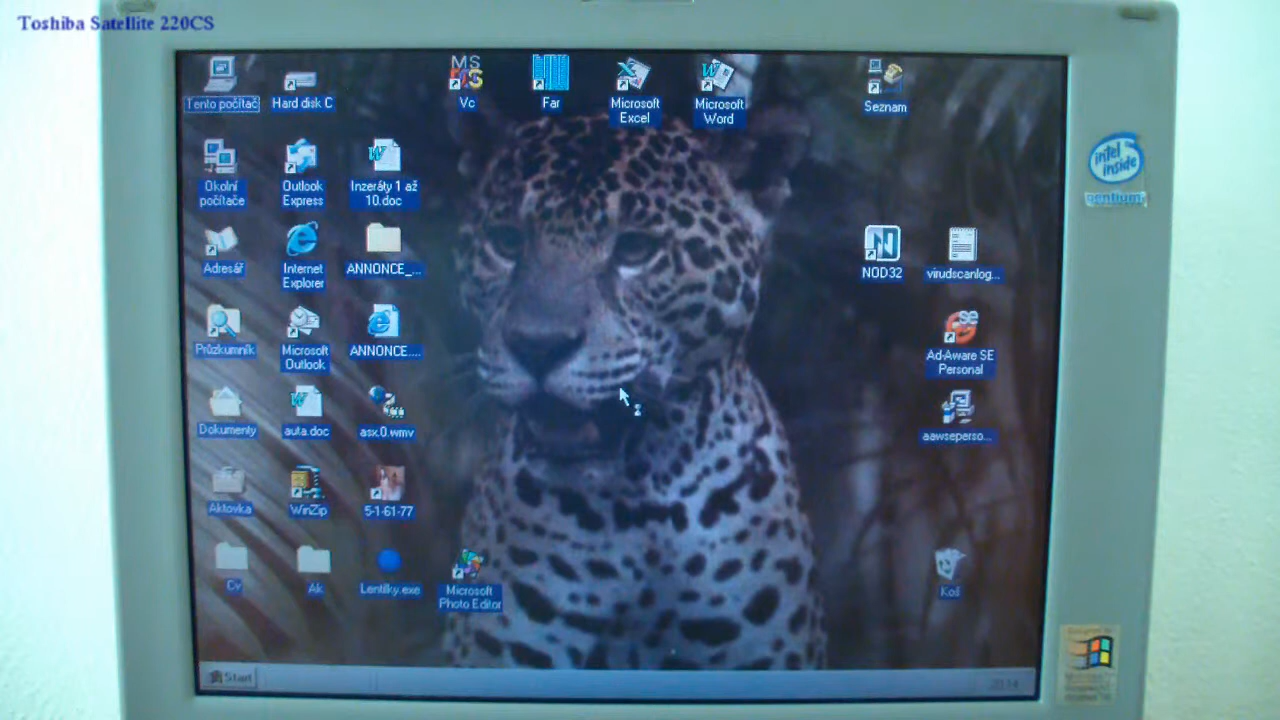 Toshiba Satellite 220CS
Tento počítač
Hard disk C
Vc
Far
Microsoft
Excel
Microsoft
Word
Seznam
Okolní
počítače
Outlook
Express
Inzeráty 1 až
10.doc
intel
inside
pentium
Adresář
Internet
Explorer
ANNONCE_...
NOD32
virudscanlog...
Průzkumník
Microsoft
Outlook
ANNONCE....
Ad-Aware SE
Personal
Dokumenty
auta.doc
asx.0.wmv
aawseperso...
Aktovka
WinZip
5-1-61-77
Cv
Ak
Lentilky.exe
Microsoft
Photo Editor
Koš
Start
20:14